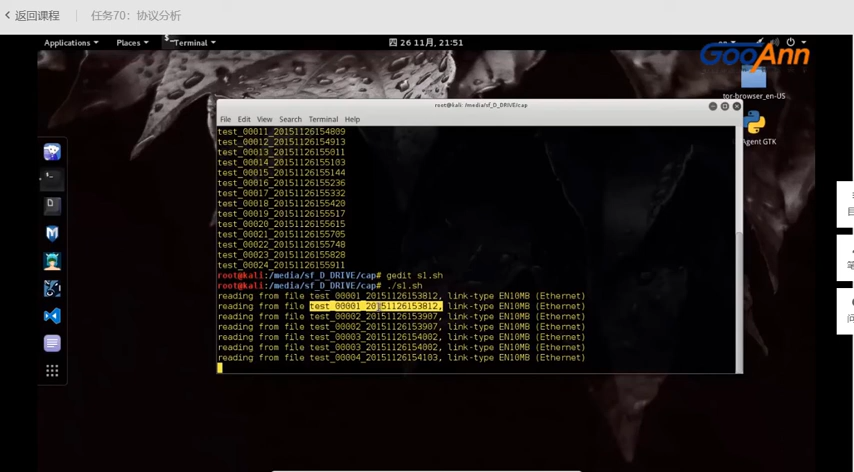 返回课程
任务70：协议分析
Applications
Places
Terminal
四 26 11月, 21:51
GooAnn
tor-browser_en-US
Agent GTK
root@kali: /media/sf_D_DRIVE/cap
File Edit View Search Terminal Help
test_00011_20151126154809
test_00012_20151126154913
test_00013_20151126155011
test_00014_20151126155103
test_00015_20151126155144
test_00016_20151126155236
test_00017_20151126155332
test_00018_20151126155420
test_00019_20151126155517
test_00020_20151126155615
test_00021_20151126155705
test_00022_20151126155748
test_00023_20151126155828
test_00024_20151126155911
root@kali:/media/sf_D_DRIVE/cap# gedit s1.sh
root@kali:/media/sf_D_DRIVE/cap# ./s1.sh
reading from file test_00001_20151126153812, link-type EN10MB (Ethernet)
reading from file test_00001_20151126153812, link-type EN10MB (Ethernet)
reading from file test_00002_20151126153907, link-type EN10MB (Ethernet)
reading from file test_00002_20151126153907, link-type EN10MB (Ethernet)
reading from file test_00003_20151126154002, link-type EN10MB (Ethernet)
reading from file test_00003_20151126154002, link-type EN10MB (Ethernet)
reading from file test_00004_20151126154103, link-type EN10MB (Ethernet)